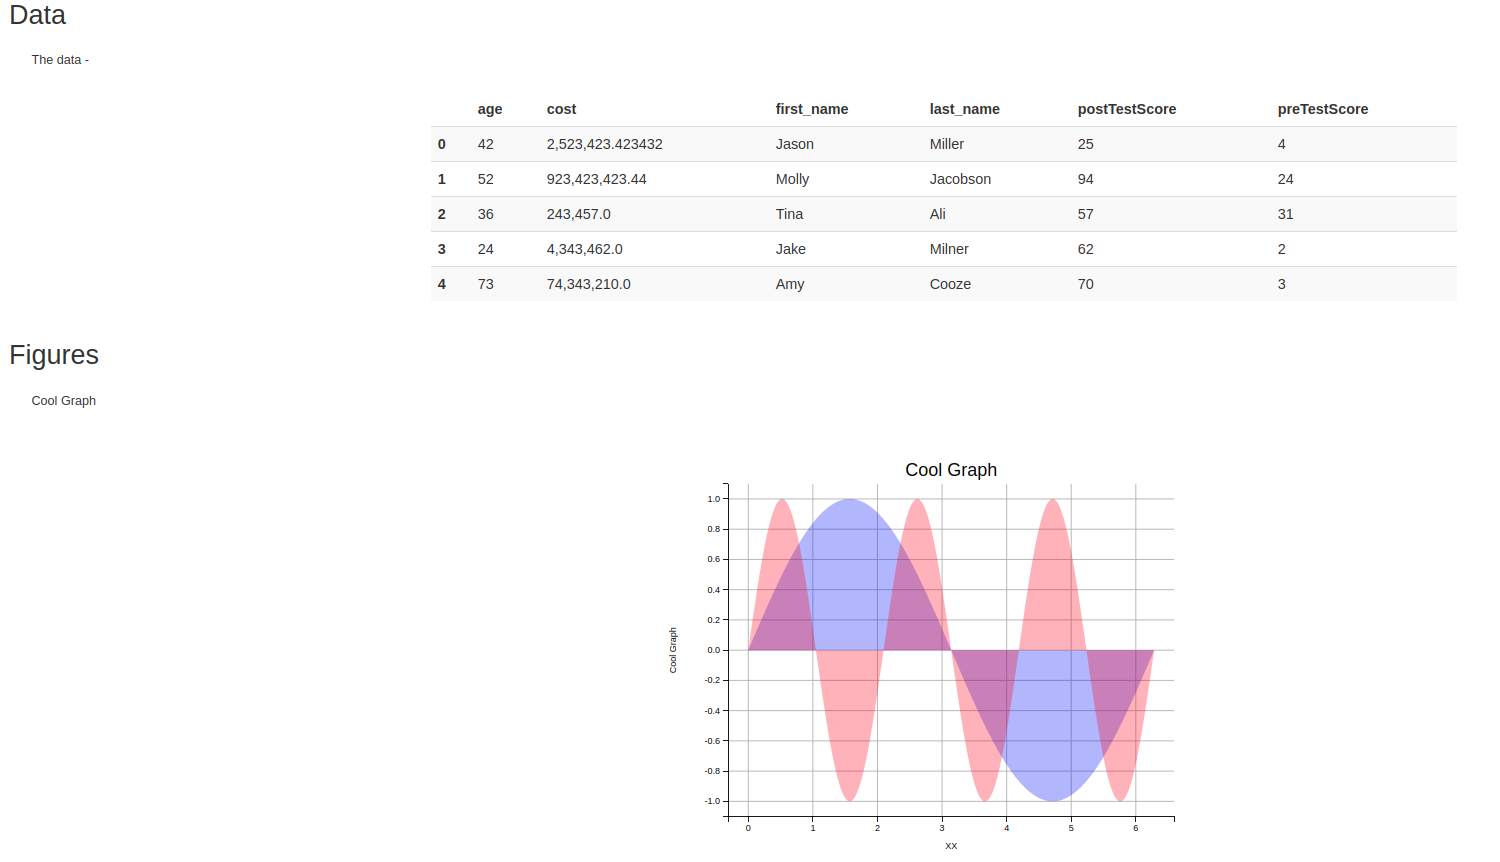 Data
The data -
age cost first_name last_name postTestScore preTestScore
0 42 2,523,423.423432 Jason Miller 25 4
1 52 923,423,423.44 Molly Jacobson 94 24
2 36 243,457.0 Tina Ali 57 31
3 24 4,343,462.0 Jake Milner 62 2
4 73 74,343,210.0 Amy Cooze 70 3
Figures
Cool Graph
Cool Graph
1.0
0.8
0.6
0.4
0.2
0.0
-0.2
-0.4
-0.6
-0.8
-1.0
Cool Graph
0 1 2 3 4 5 6
XX